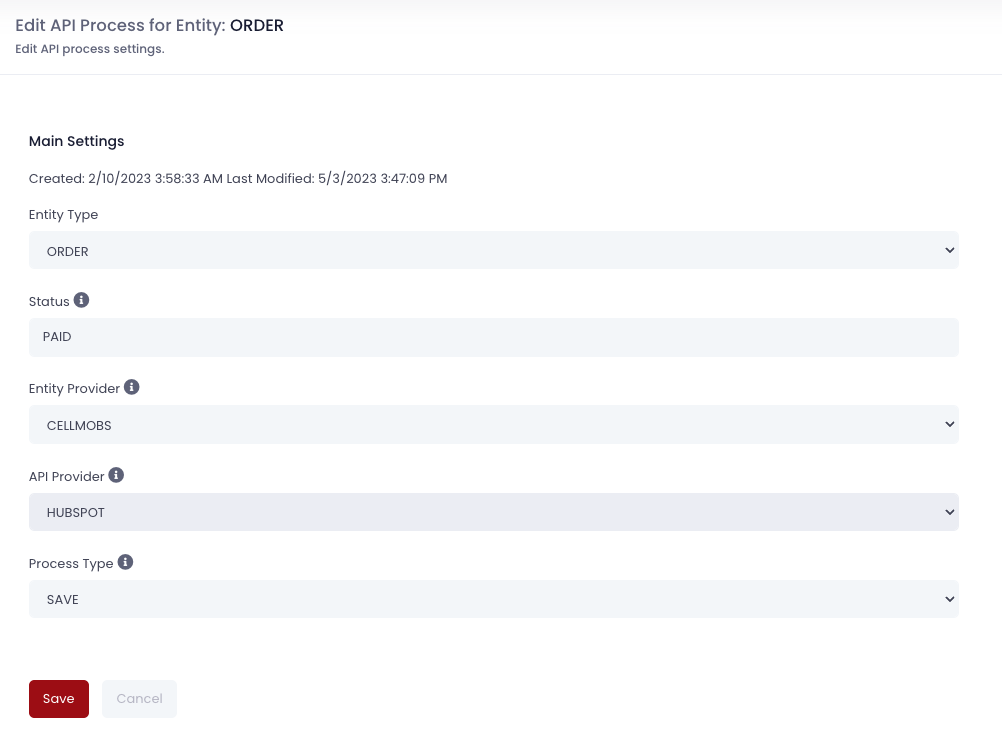 Edit API Process for Entity: ORDER
Edit API process settings.
Main Settings
Created: 2/10/2023 3:58:33 AM Last Modified: 5/3/2023 3:47:09 PM
Entity Type
ORDER
Status
PAID
Entity Provider
CELLMOBS
API Provider
HUBSPOT
Process Type
SAVE
Save Cancel